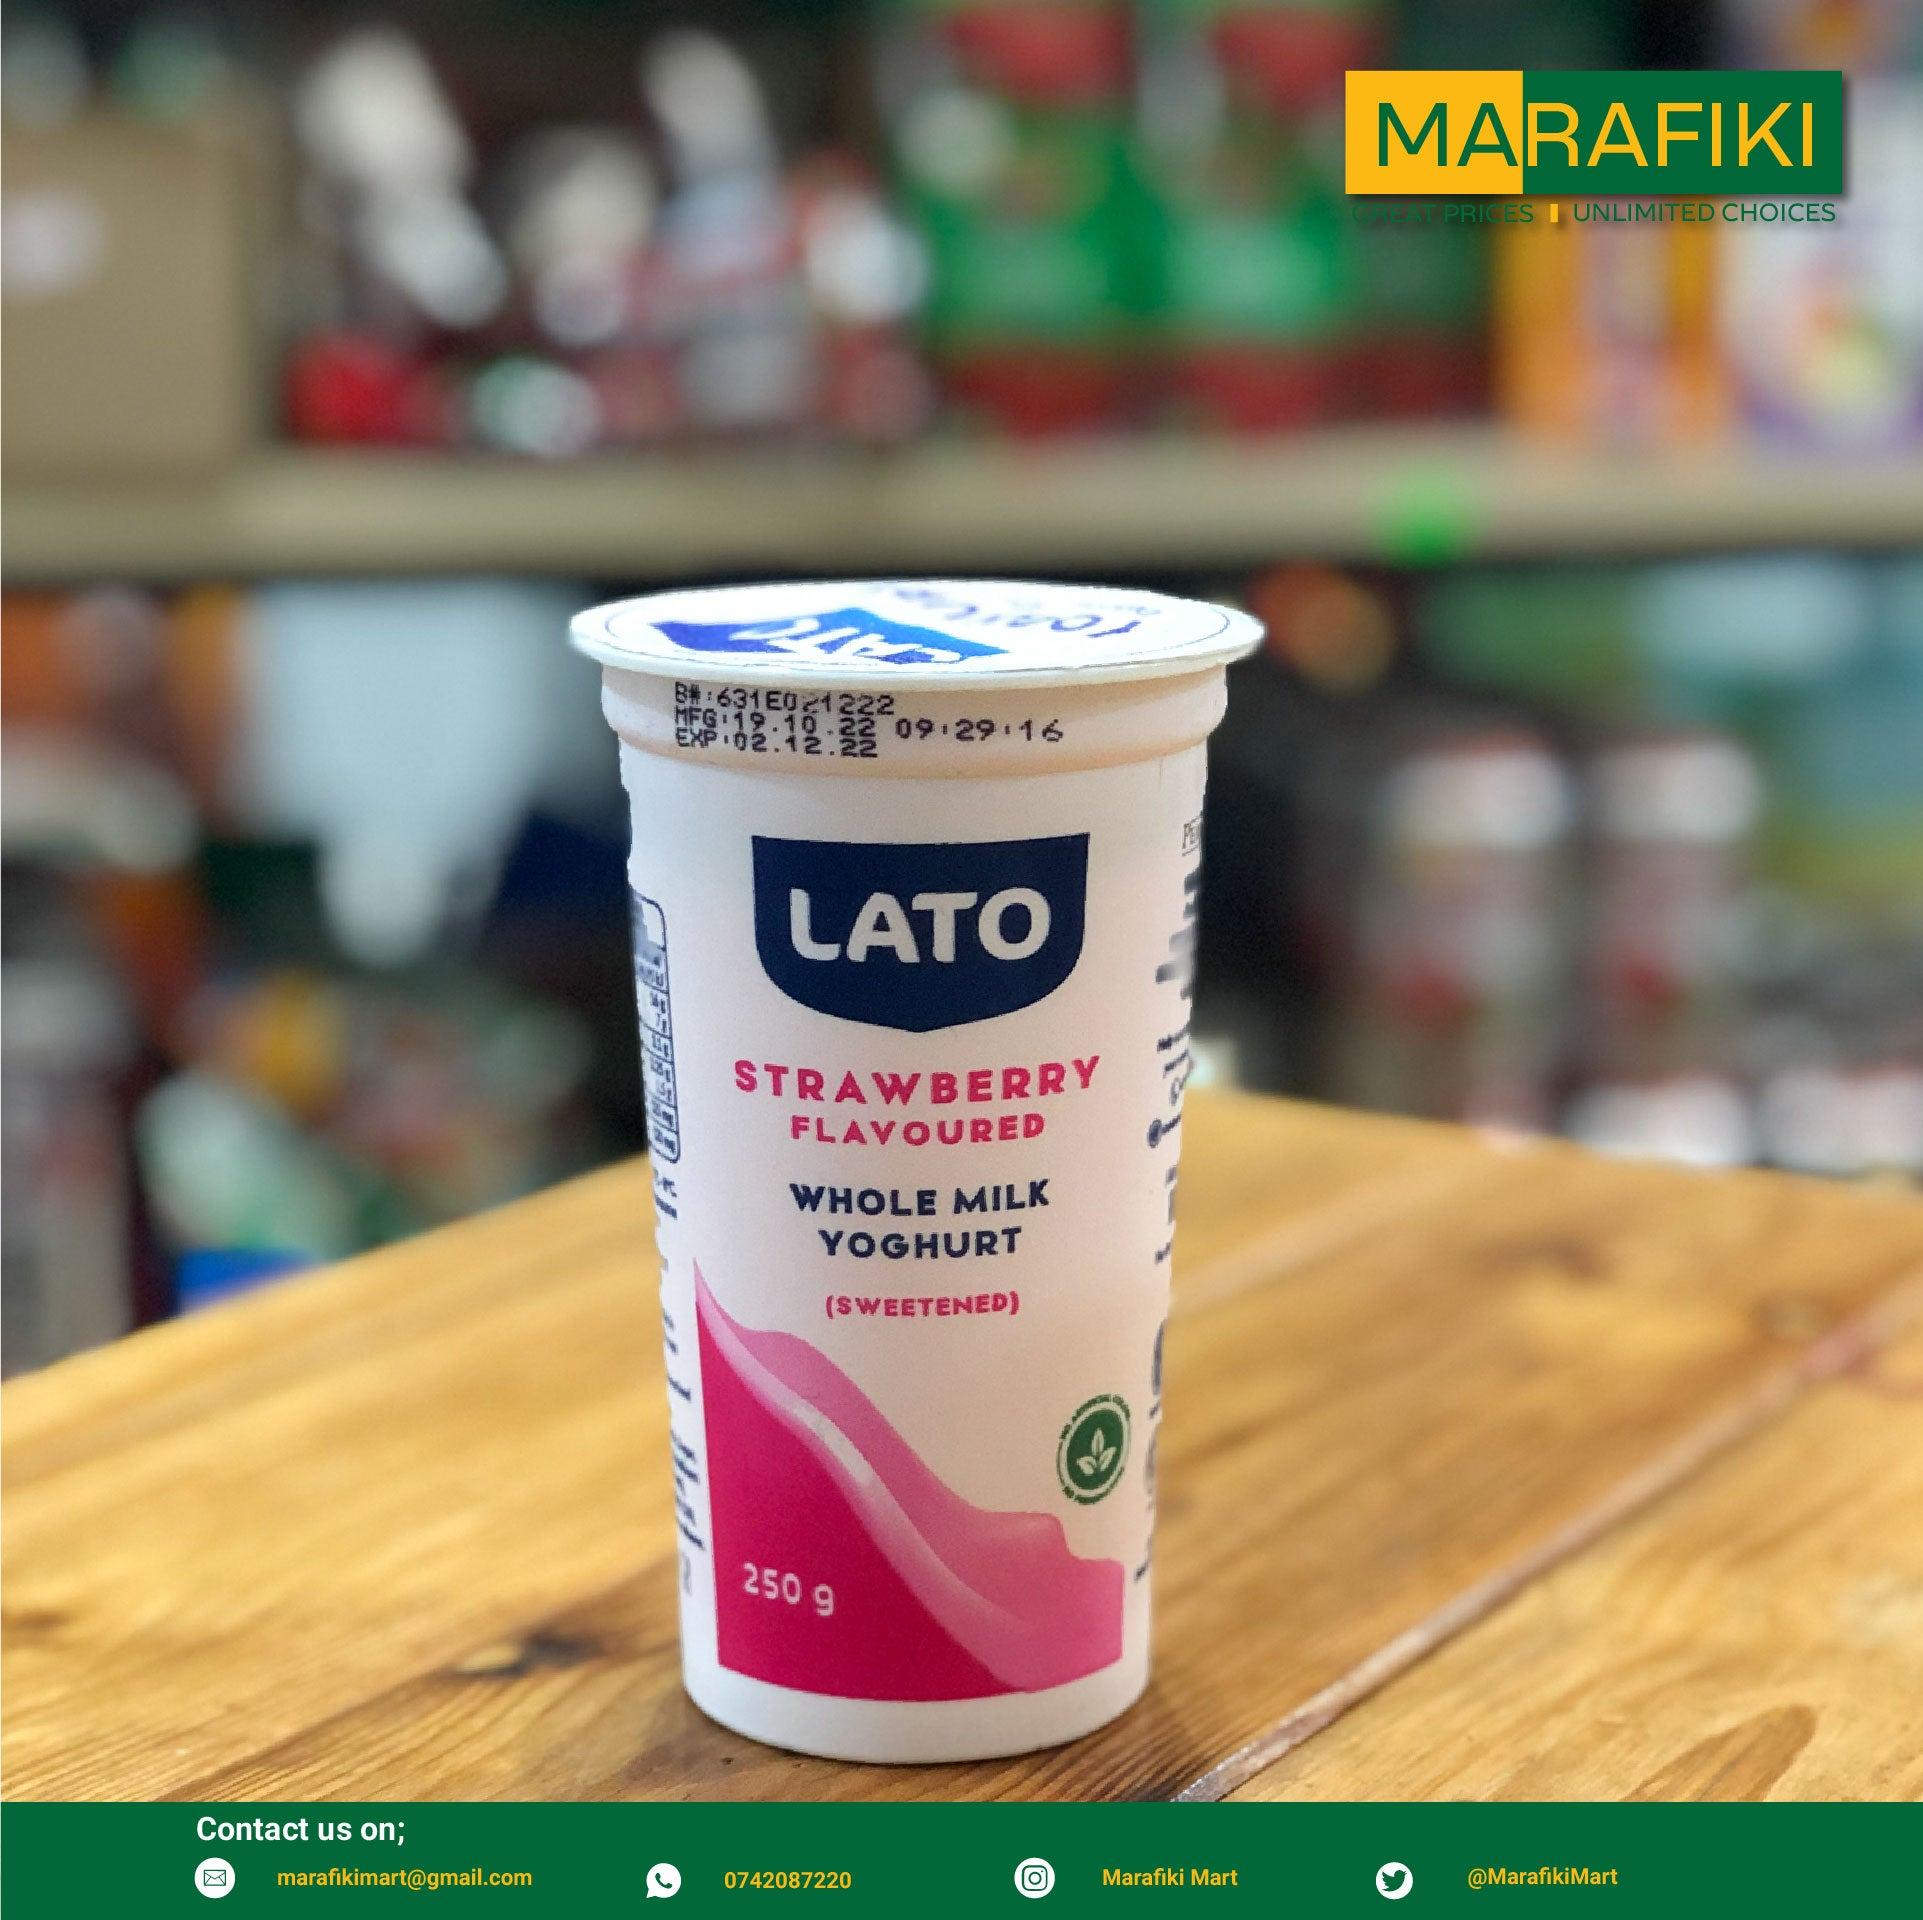 MARAFIKI
GREAT PRICES | UNLIMITED CHOICES
LATO
B#:631E021222
MFG:19.10.22 09:29:16
EXP:02.12.22
LATO
STRAWBERRY
FLAVOURED
WHOLE MILK
YOGHURT
(SWEETENED)
250 g
Contact us on;
marafikimart@gmail.com
0742087220
Marafiki Mart
@MarafikiMart